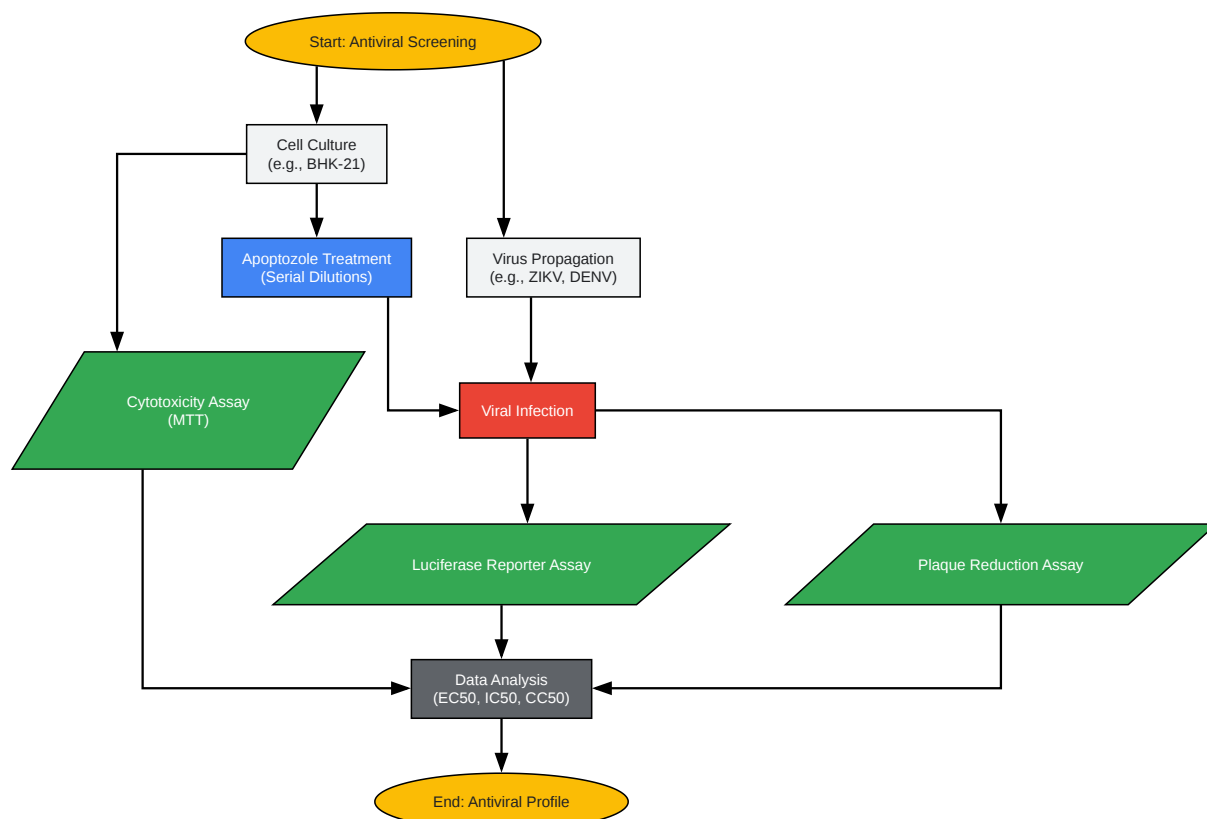 Start: Antiviral Screening
Cell Culture
(e.g., BHK-21)
Apoptozole Treatment
(Serial Dilutions)
Virus Propagation
(e.g., ZIKV, DENV)
Cytotoxicity Assay
(MTT)
Viral Infection
Luciferase Reporter Assay
Plaque Reduction Assay
Data Analysis
(EC50, IC50, CC50)
End: Antiviral Profile